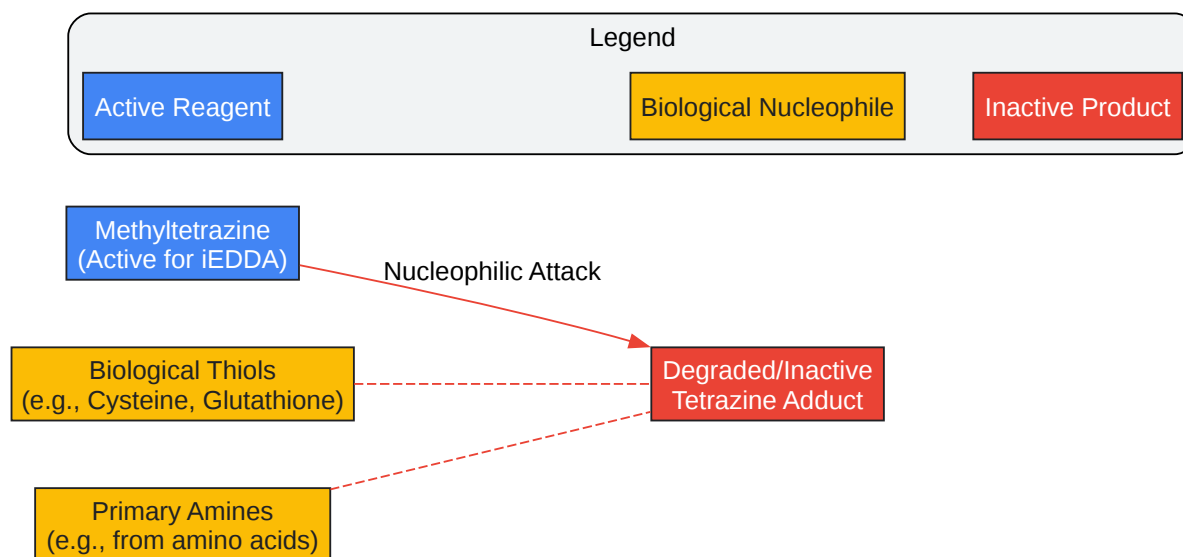 Legend
Active Reagent
Biological Nucleophile
Inactive Product
Methyltetrazine
(Active for iEDDA)
Nucleophilic Attack
Biological Thiols
(e.g., Cysteine, Glutathione)
Degraded/Inactive
Tetrazine Adduct
Primary Amines
(e.g., from amino acids)